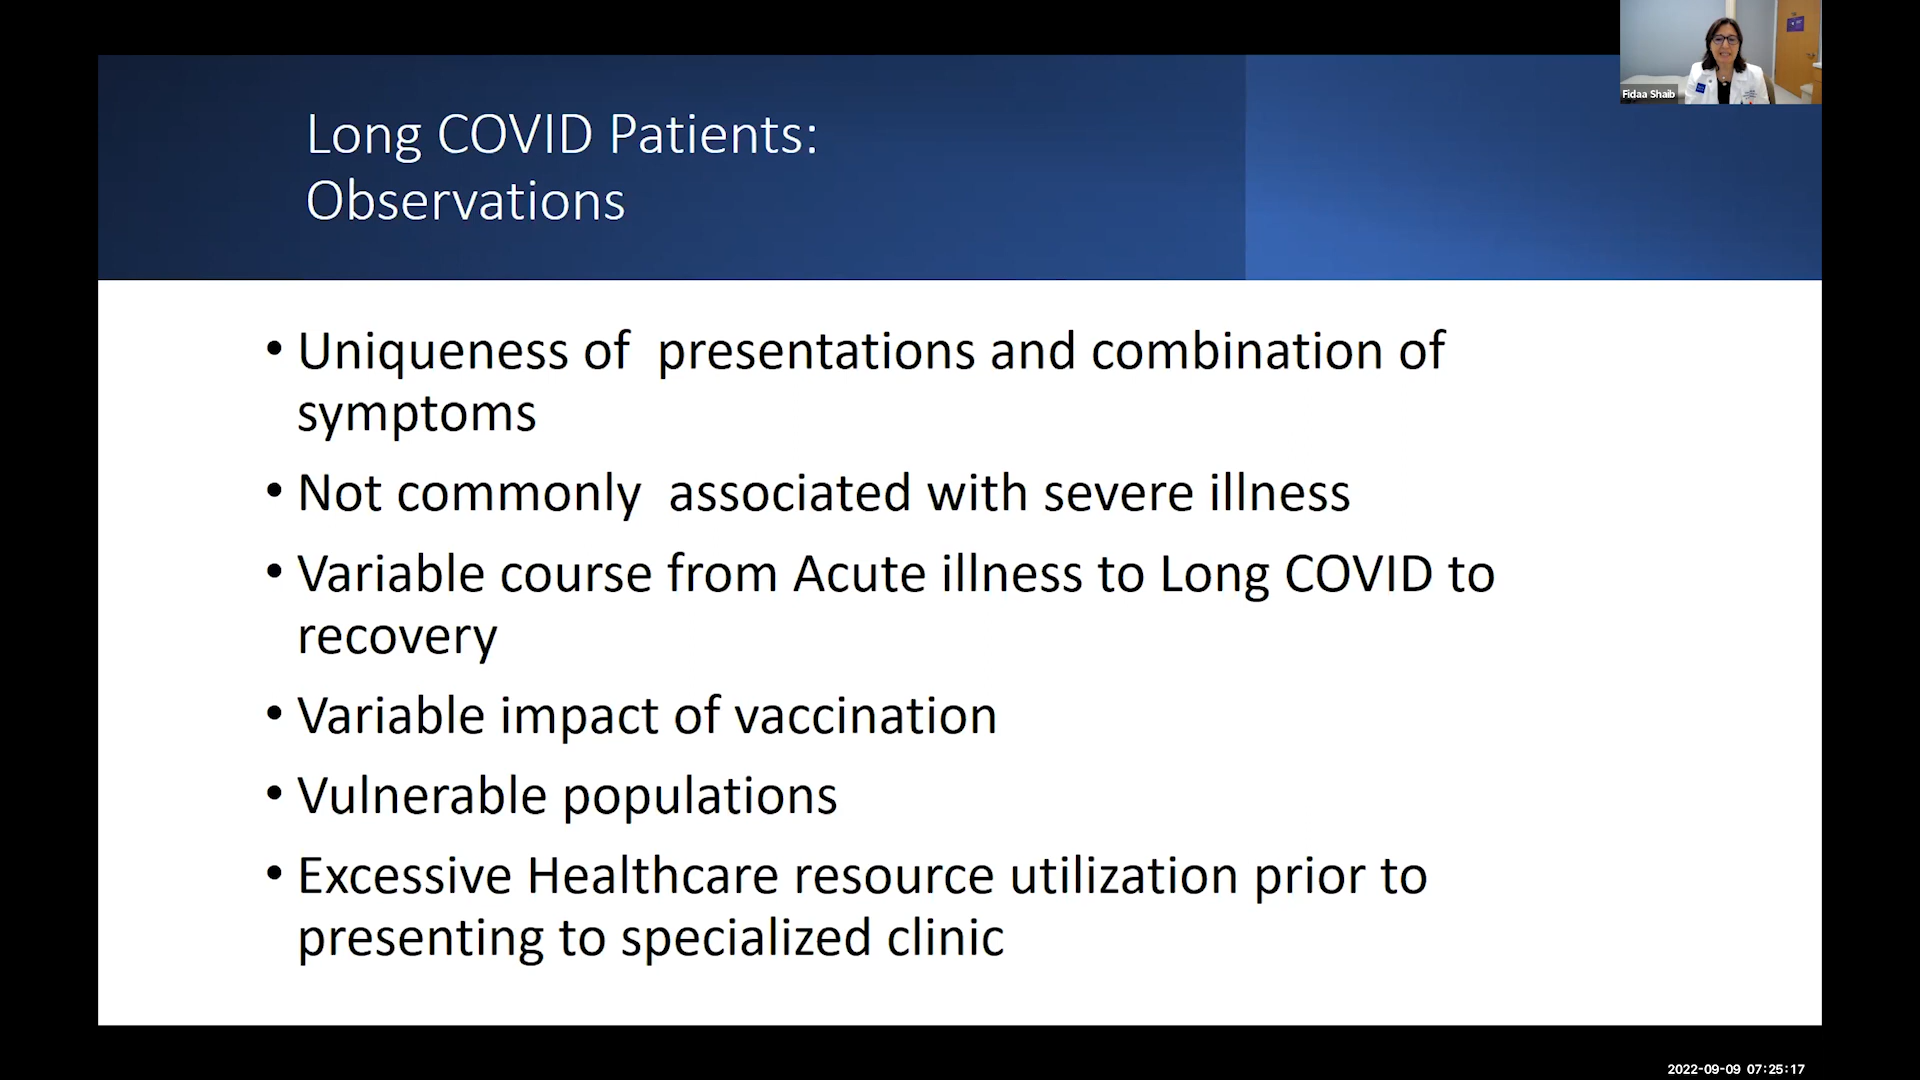 Fidaa Shaib
Long COVID Patients:
Observations
• Uniqueness of  presentations and combination of
symptoms
• Not commonly  associated with severe illness
• Variable course from Acute illness to Long COVID to
recovery
• Variable impact of vaccination
• Vulnerable populations
• Excessive Healthcare resource utilization prior to
presenting to specialized clinic
2022-09-09 07:25:17